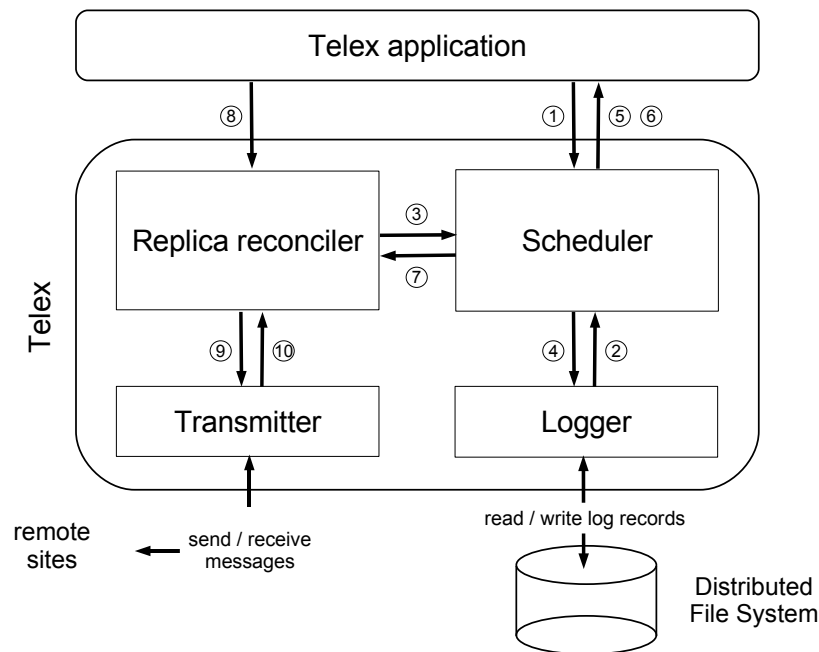 Telex application
⑧
①
⑤ ⑥
Replica reconciler
③
⑦
Scheduler
Telex
⑨
⑩
④
②
Transmitter
Logger
remote
sites
send / receive
messages
read / write log records
Distributed
File System